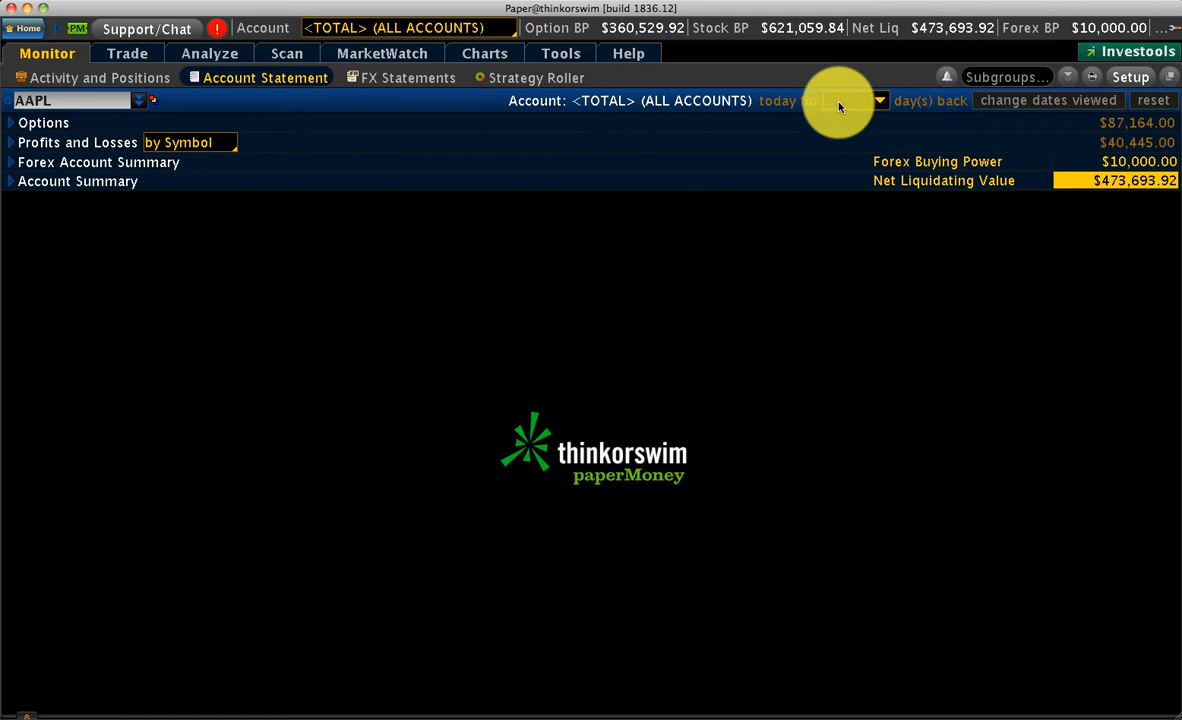 Paper@thinkorswim [build 1836.12]
Home PM Support/Chat ! Account <TOTAL> (ALL ACCOUNTS) Option BP $360,529.92 Stock BP $621,059.84 Net Liq $473,693.92 Forex BP $10,000.00 ...
Monitor Trade Analyze Scan MarketWatch Charts Tools Help Investools
Activity and Positions Account Statement FX Statements Strategy Roller Subgroups... Setup
AAPL Account: <TOTAL> (ALL ACCOUNTS) today for day(s) back change dates viewed reset
Options $87,164.00
Profits and Losses by Symbol $40,445.00
Forex Account Summary Forex Buying Power $10,000.00
Account Summary Net Liquidating Value $473,693.92
thinkorswim
paperMoney